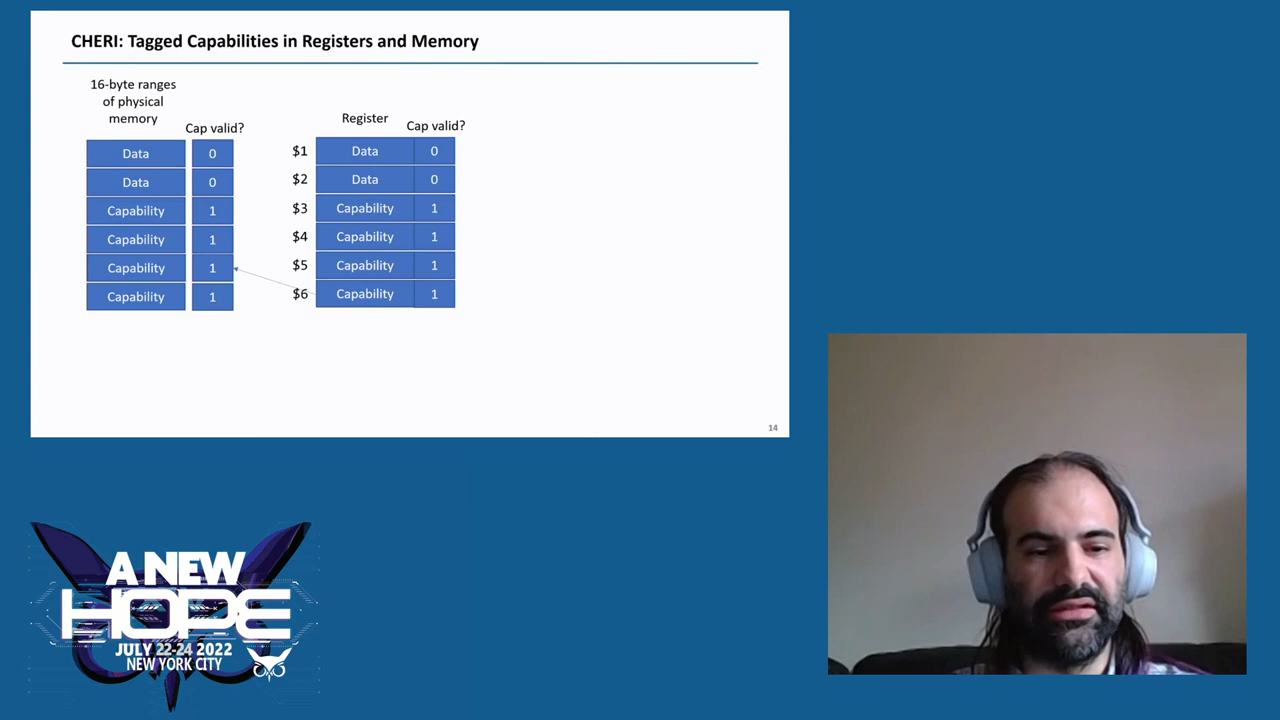 CHERI: Tagged Capabilities in Registers and Memory
16-byte ranges
of physical
memory
Cap valid?
Data 0
Data 0
Capability 1
Capability 1
Capability 1
Capability 1
Register
Cap valid?
$1 Data 0
$2 Data 0
$3 Capability 1
$4 Capability 1
$5 Capability 1
$6 Capability 1
14
A NEW
HOPE
JULY 22-24 2022
NEW YORK CITY